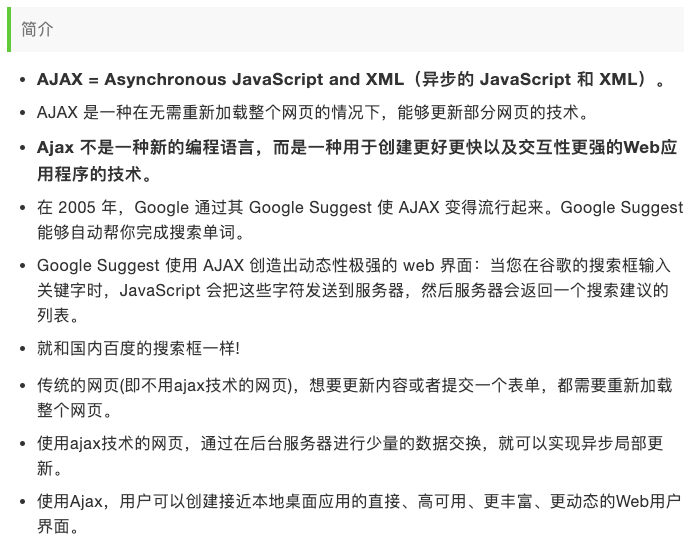 简介
AJAX = Asynchronous JavaScript and XML（异步的 JavaScript 和 XML）。
AJAX 是一种在无需重新加载整个网页的情况下，能够更新部分网页的技术。
Ajax 不是一种新的编程语言，而是一种用于创建更好更快以及交互性更强的Web应
用程序的技术。
在 2005 年，Google 通过其 Google Suggest 使 AJAX 变得流行起来。Google Suggest
能够自动帮你完成搜索单词。
Google Suggest 使用 AJAX 创造出动态性极强的 web 界面：当您在谷歌的搜索框输入
关键字时，JavaScript 会把这些字符发送到服务器，然后服务器会返回一个搜索建议的
列表。
就和国内百度的搜索框一样!
传统的网页(即不用ajax技术的网页)，想要更新内容或者提交一个表单，都需要重新加载
整个网页。
使用ajax技术的网页，通过在后台服务器进行少量的数据交换，就可以实现异步局部更
新。
使用Ajax，用户可以创建接近本地桌面应用的直接、高可用、更丰富、更动态的Web用户
界面。